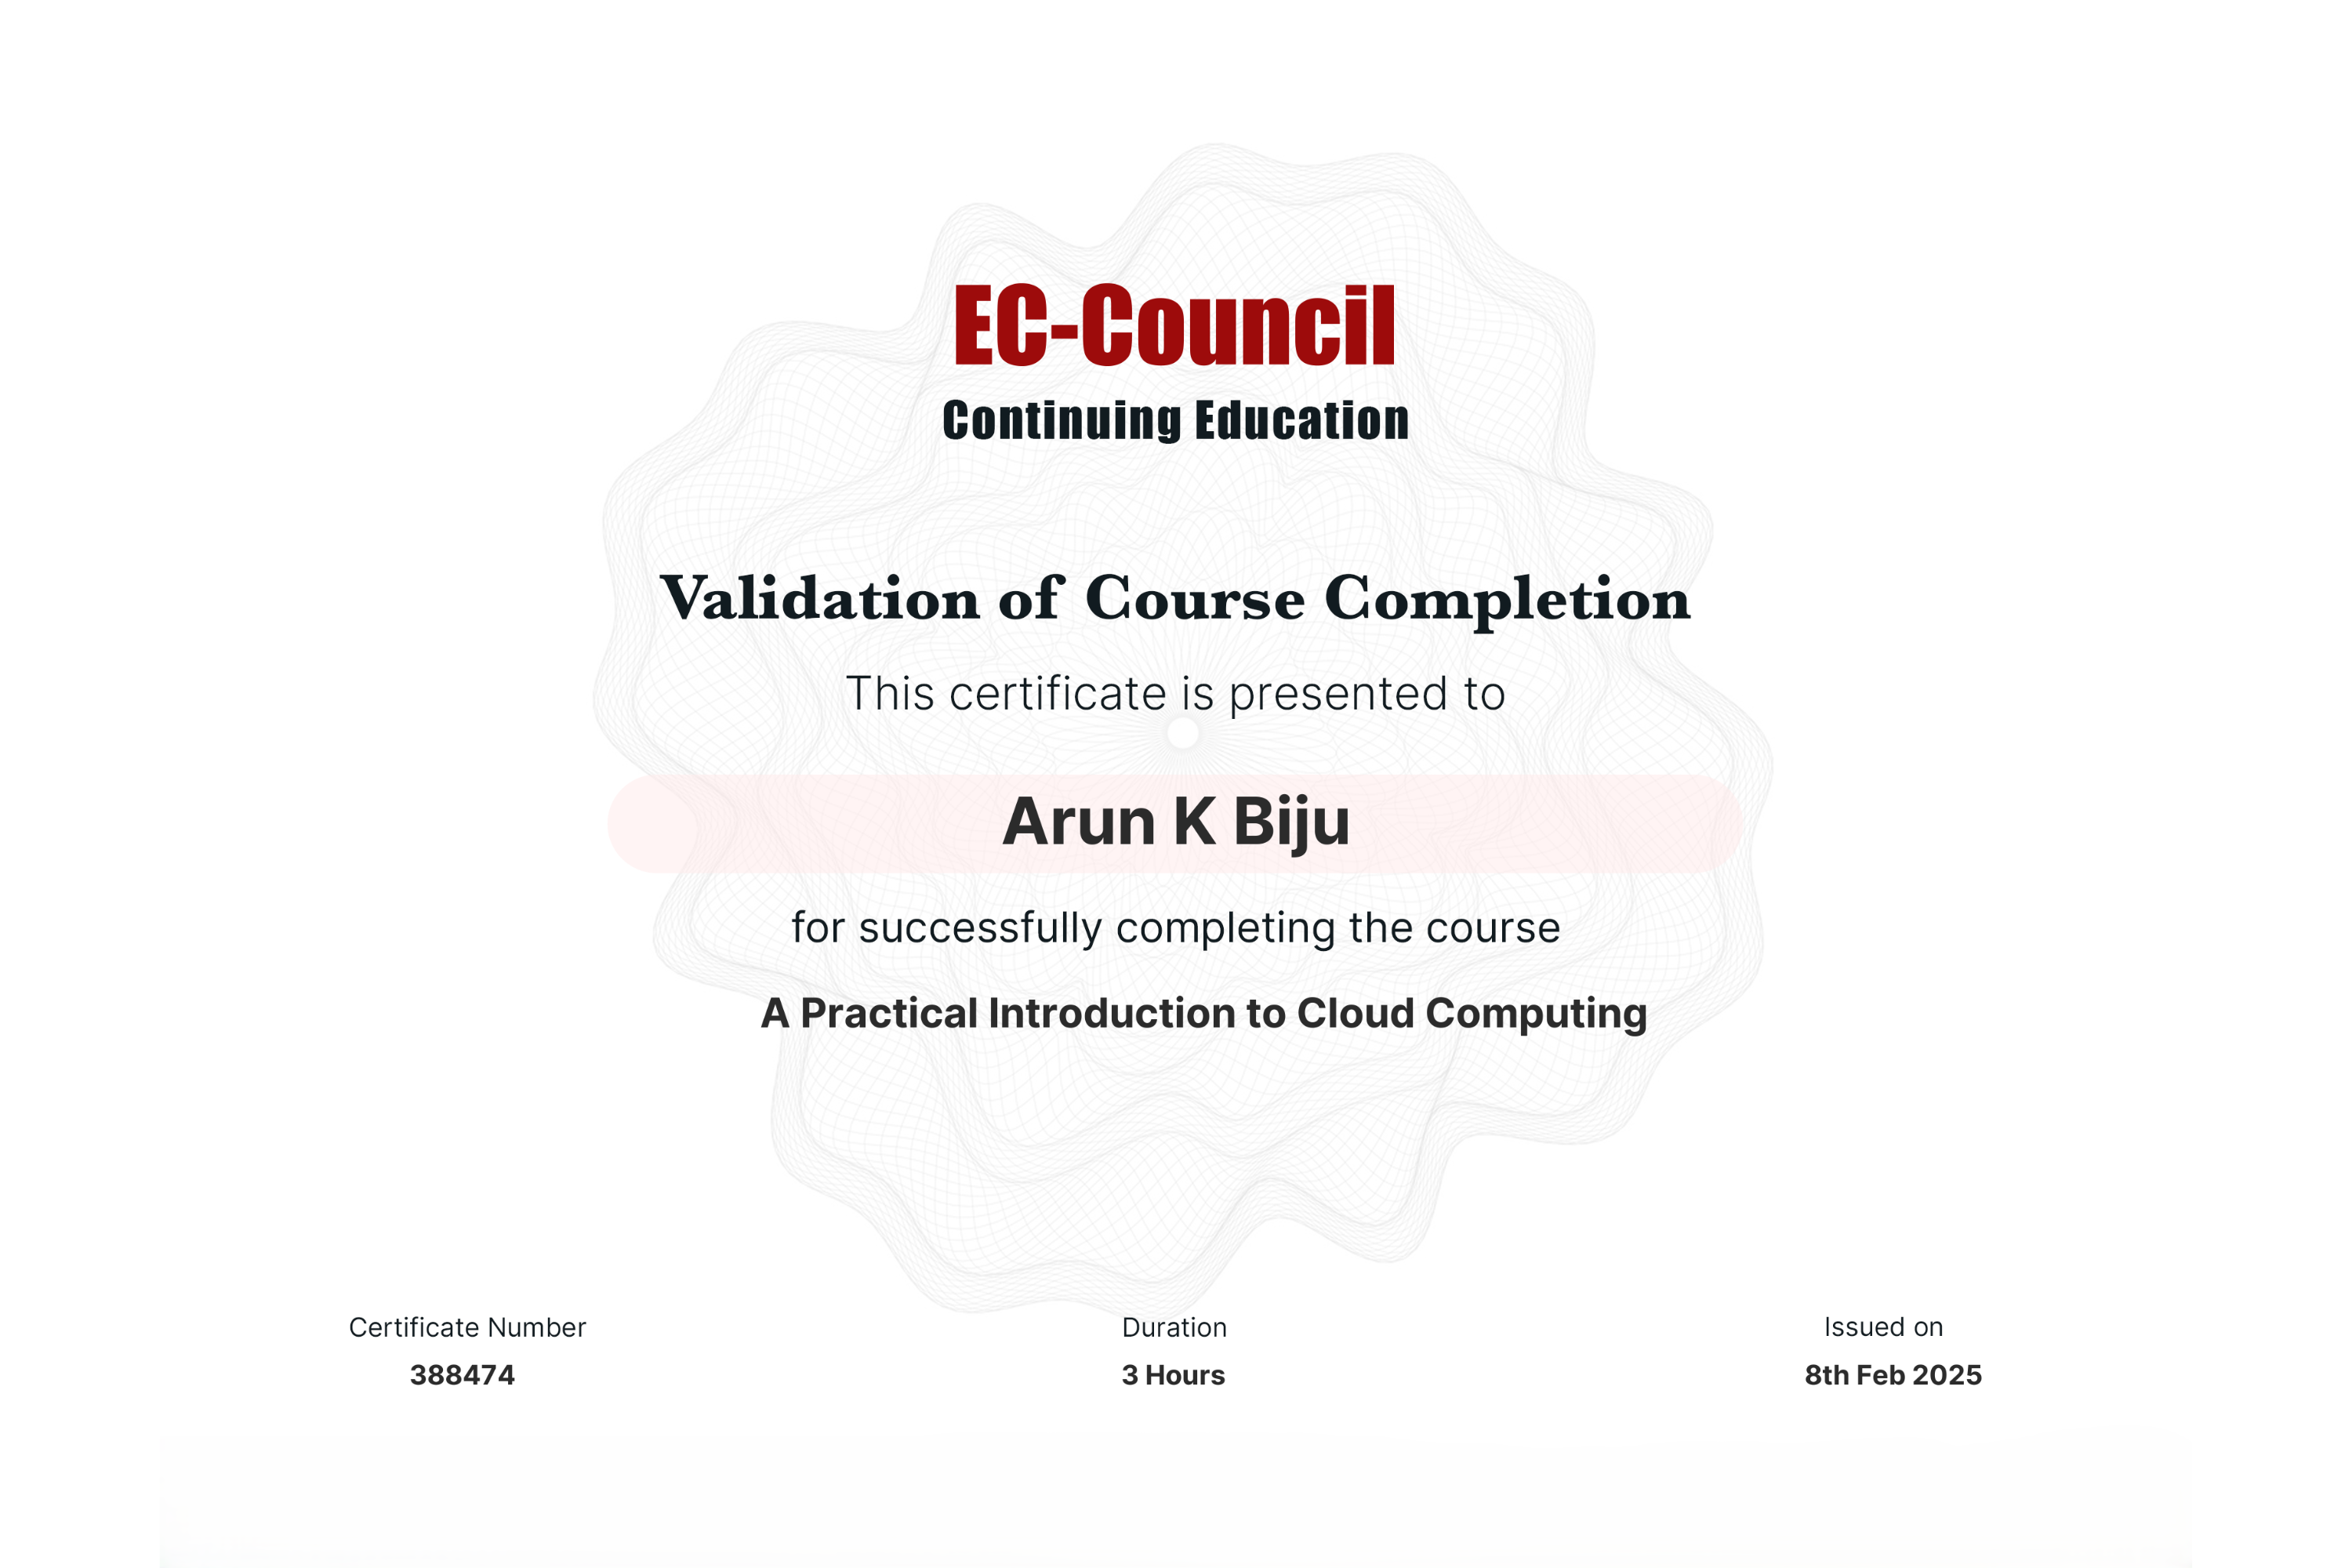 EC-Council
Continuing Education
Validation of Course Completion
This certificate is presented to
Arun K Biju
for successfully completing the course
A Practical Introduction to Cloud Computing
Certificate Number
388474
Duration
3 Hours
Issued on
8th Feb 2025